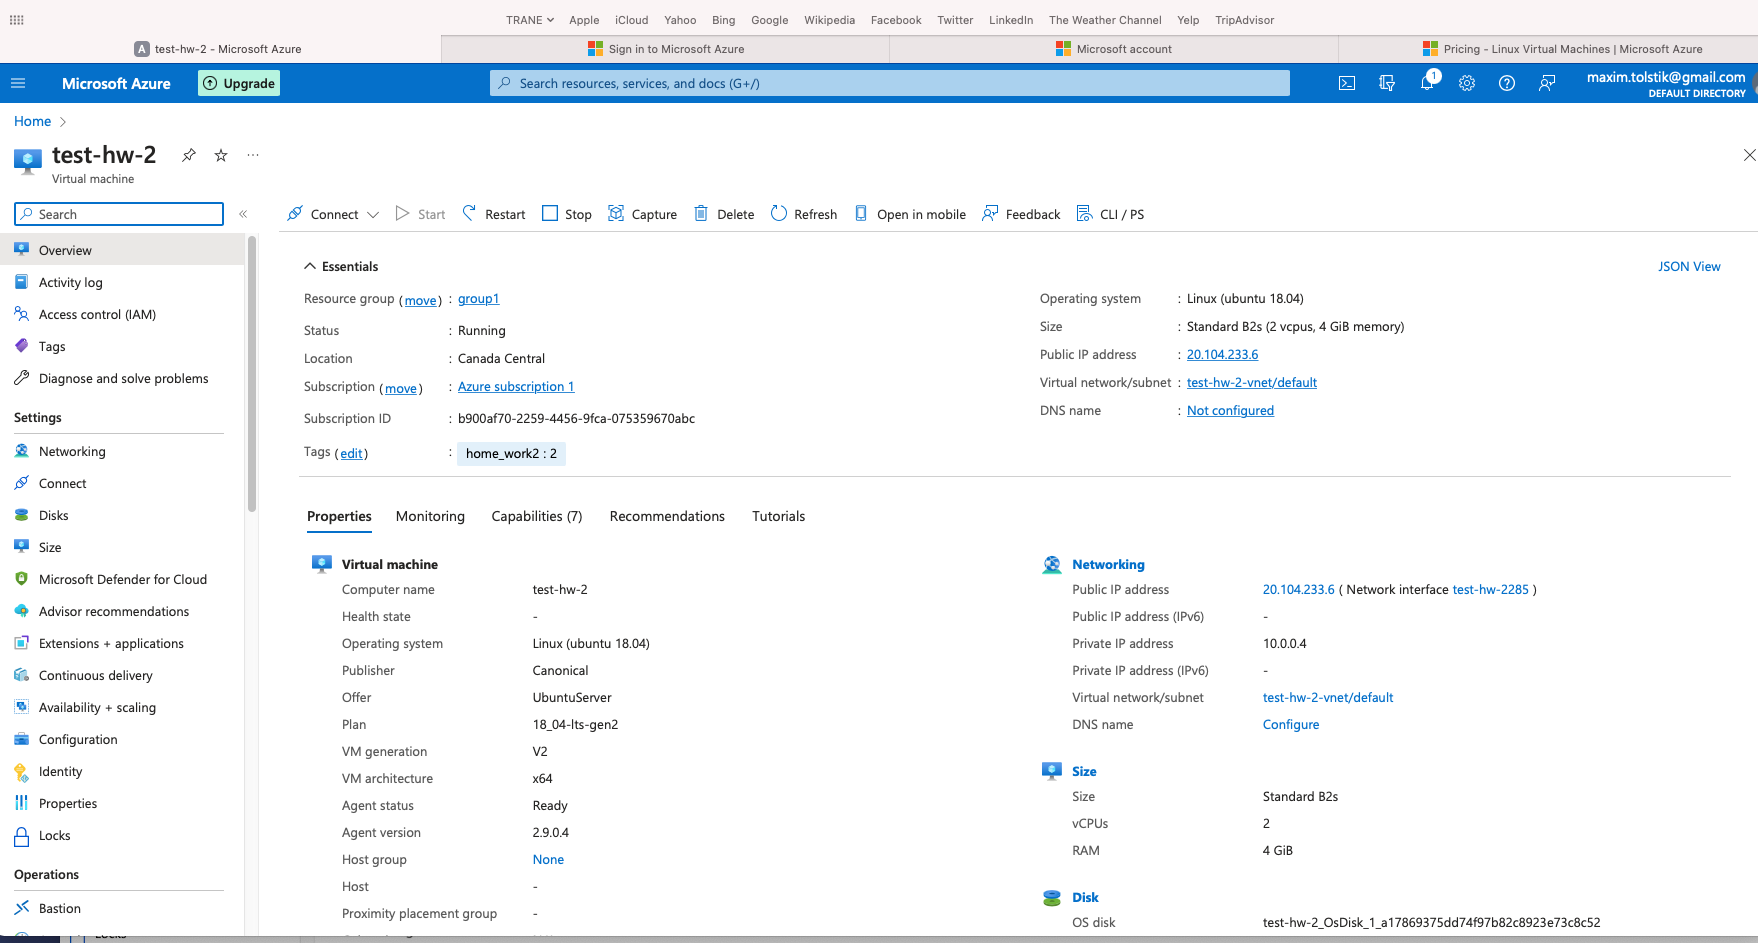 TRANE Apple iCloud Yahoo Bing Google Wikipedia Facebook Twitter LinkedIn The Weather Channel Yelp TripAdvisor
A test-hw-2 - Microsoft Azure Sign in to Microsoft Azure Microsoft account Pricing - Linux Virtual Machines | Microsoft Azure
Microsoft Azure Upgrade Search resources, services, and docs (G+/) 1 maxim.tolstik@gmail.com
DEFAULT DIRECTORY
Home
test-hw-2 ...
Virtual machine
Search « Connect Start Restart Stop Capture Delete Refresh Open in mobile Feedback CLI / PS
Overview
Activity log
Access control (IAM)
Tags
Diagnose and solve problems
Settings
Networking
Connect
Disks
Size
Microsoft Defender for Cloud
Advisor recommendations
Extensions + applications
Continuous delivery
Availability + scaling
Configuration
Identity
Properties
Locks
Operations
Bastion
Essentials JSON View
Resource group (move) : group1
Status : Running
Location : Canada Central
Subscription (move) : Azure subscription 1
Subscription ID : b900af70-2259-4456-9fca-075359670abc
Tags (edit) : home_work2 : 2
Operating system : Linux (ubuntu 18.04)
Size : Standard B2s (2 vcpus, 4 GiB memory)
Public IP address : 20.104.233.6
Virtual network/subnet : test-hw-2-vnet/default
DNS name : Not configured
Properties Monitoring Capabilities (7) Recommendations Tutorials
Virtual machine
Computer name test-hw-2
Health state -
Operating system Linux (ubuntu 18.04)
Publisher Canonical
Offer UbuntuServer
Plan 18_04-lts-gen2
VM generation V2
VM architecture x64
Agent status Ready
Agent version 2.9.0.4
Host group None
Host -
Proximity placement group -
Networking
Public IP address 20.104.233.6 ( Network interface test-hw-2285 )
Public IP address (IPv6) -
Private IP address 10.0.0.4
Private IP address (IPv6) -
Virtual network/subnet test-hw-2-vnet/default
DNS name Configure
Size
Size Standard B2s
vCPUs 2
RAM 4 GiB
Disk
OS disk test-hw-2_OsDisk_1_a17869375dd74f97b82c8923e73c8c52